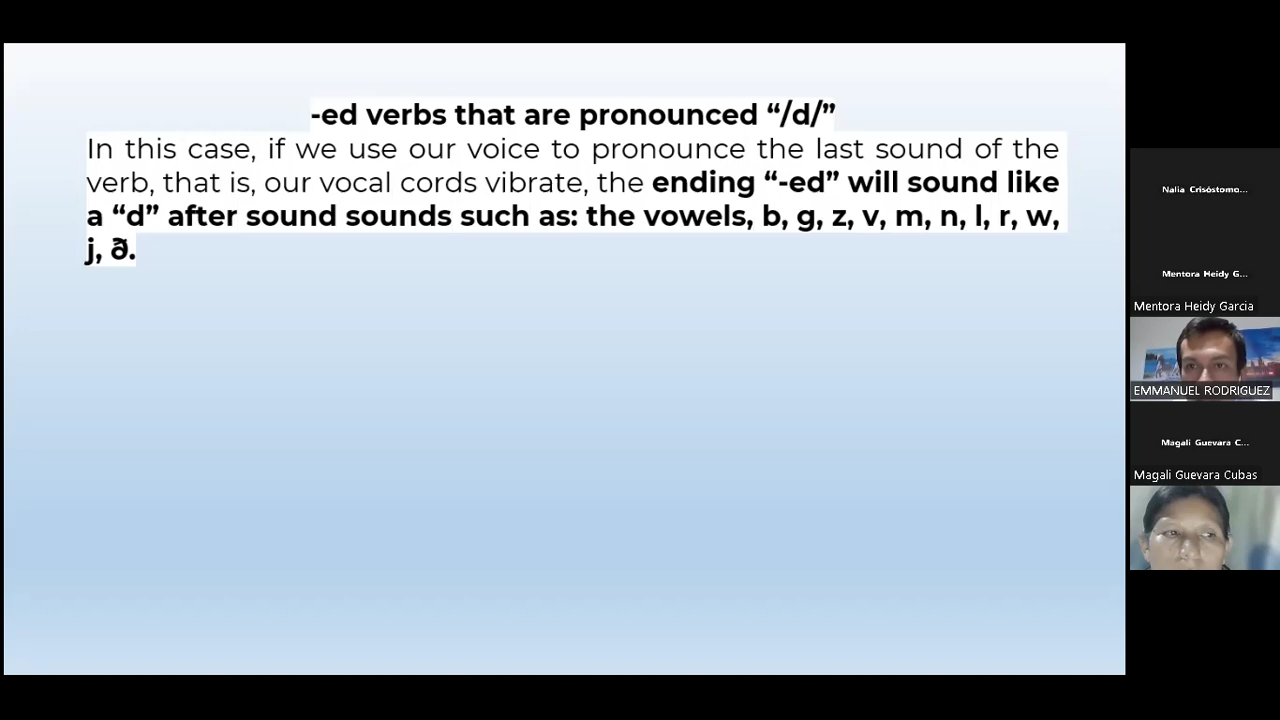 -ed verbs that are pronounced “/d/”
In this case, if we use our voice to pronounce the last sound of the
verb, that is, our vocal cords vibrate, the ending “-ed” will sound like
a “d” after sound sounds such as: the vowels, b, g, z, v, m, n, l, r, w,
j, ð.
Nalia Crisóstomo...
Mentora Heidy G...
Mentora Heidy Garcia
EMMANUEL RODRIGUEZ
Magali Guevara C...
Magali Guevara Cubas